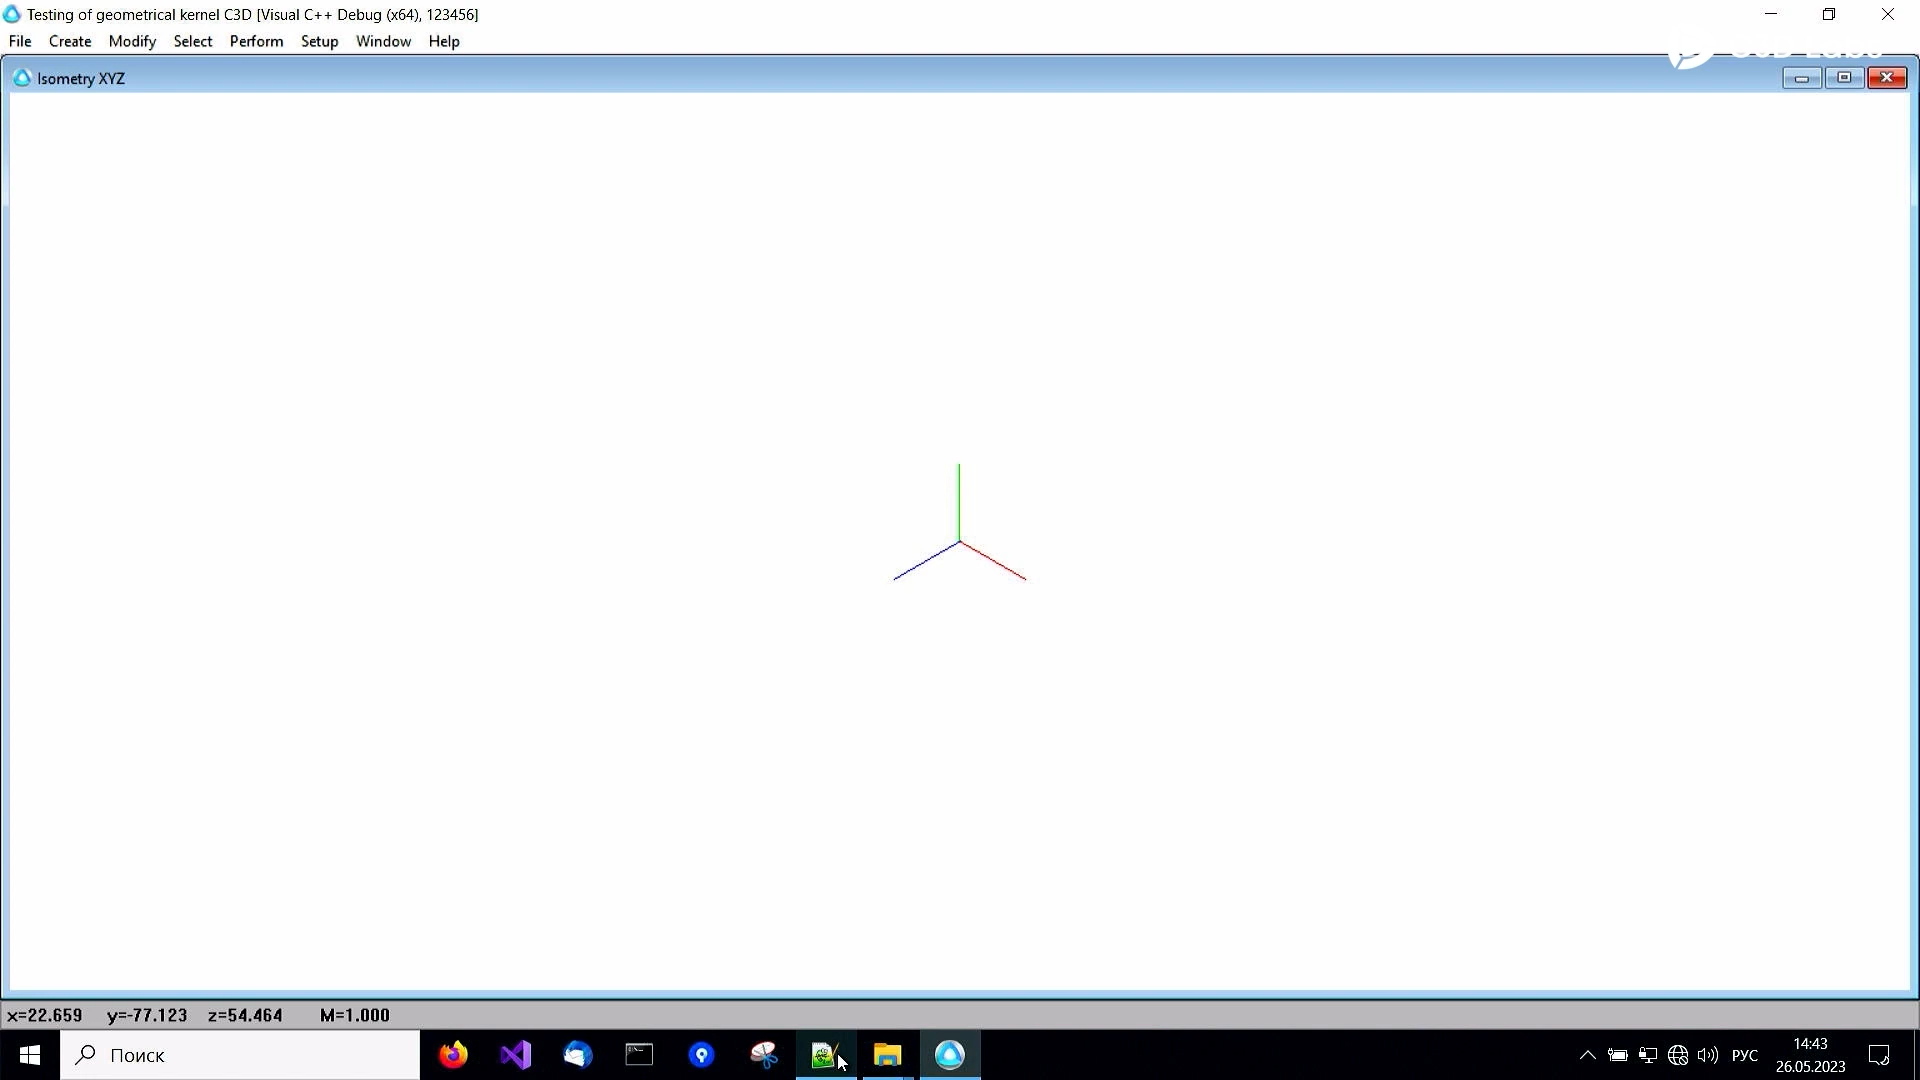 Testing of geometrical kernel C3D [Visual C++ Debug (x64), 123456]
File Create Modify Select Perform Setup Window Help
Isometry XYZ
x=22.659 y=-77.123 z=54.464 M=1.000
Поиск
РУС
14:43
26.05.2023